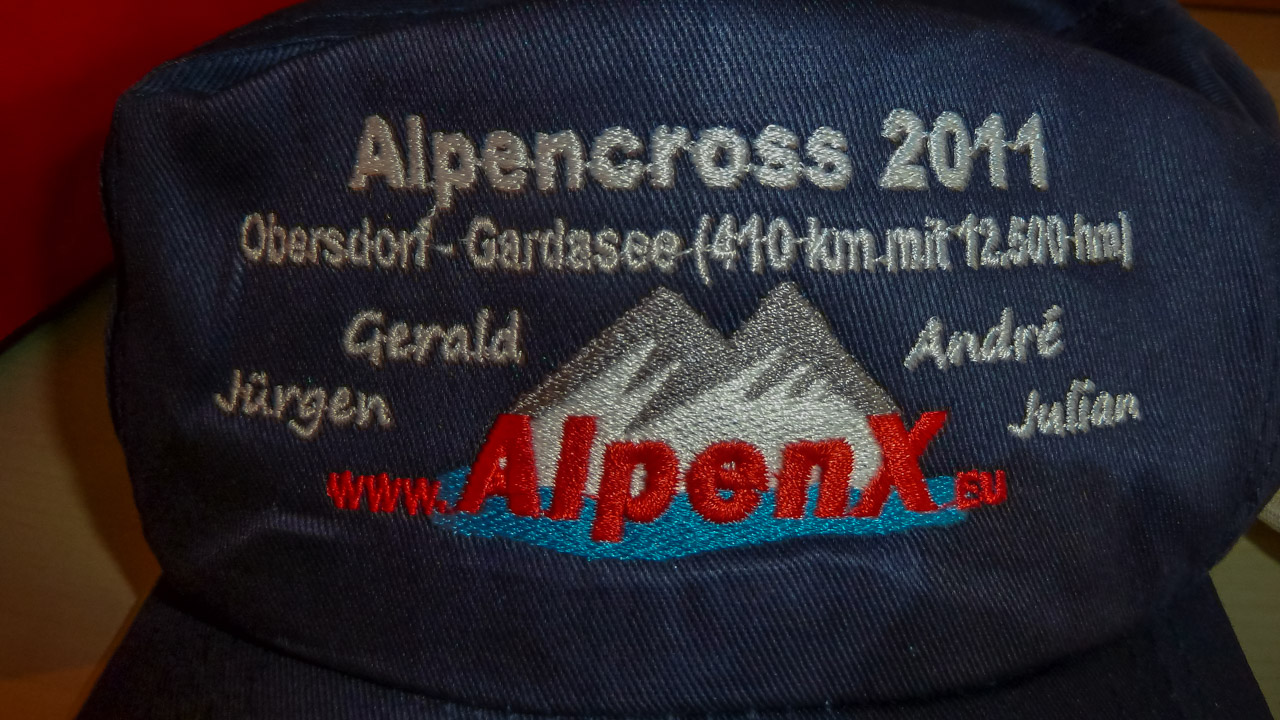 Alpencross 2011
Obersdorf - Gardasee (410 km mit 12.500 hm)
Gerald André
Jürgen Julian
www.AlpenX.eu